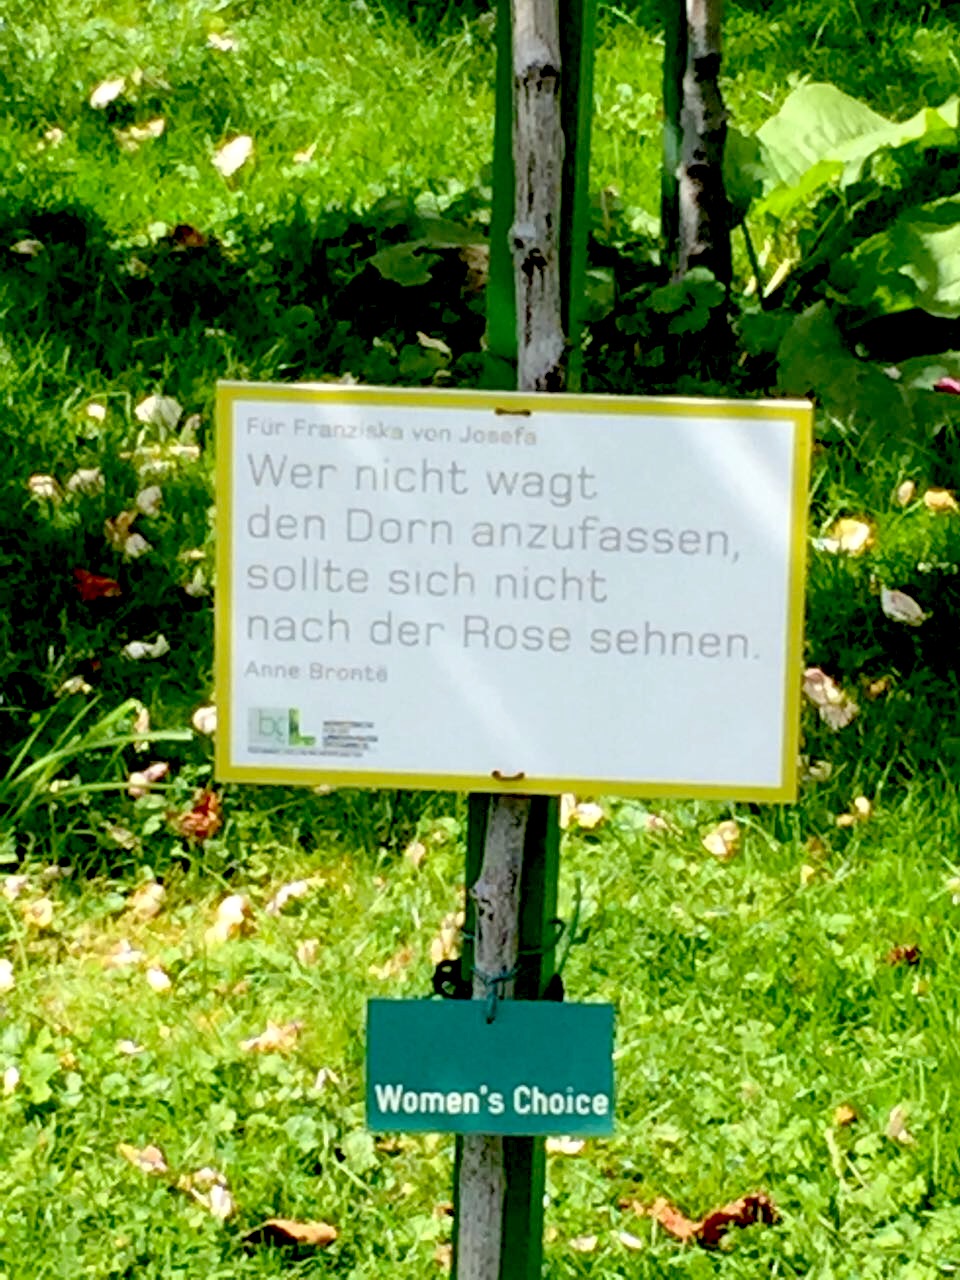 Für Franziska von Josefa
Wer nicht wagt
den Dorn anzufassen,
sollte sich nicht
nach der Rose sehnen.
Anne Brontë
Women's Choice